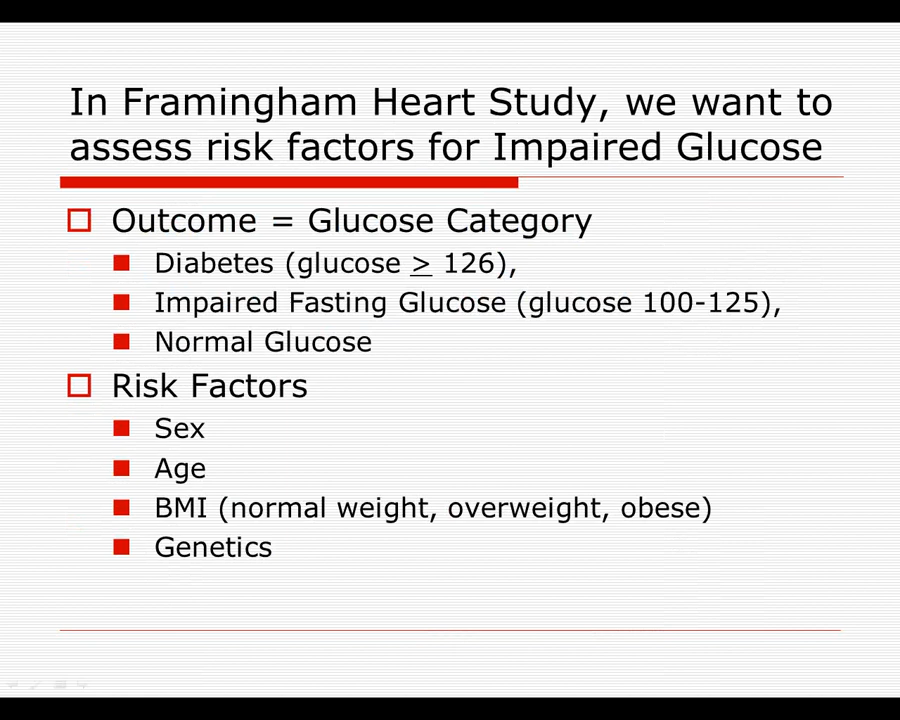 In Framingham Heart Study, we want to
assess risk factors for Impaired Glucose
Outcome = Glucose Category
Diabetes (glucose ≥ 126),
Impaired Fasting Glucose (glucose 100-125),
Normal Glucose
Risk Factors
Sex
Age
BMI (normal weight, overweight, obese)
Genetics